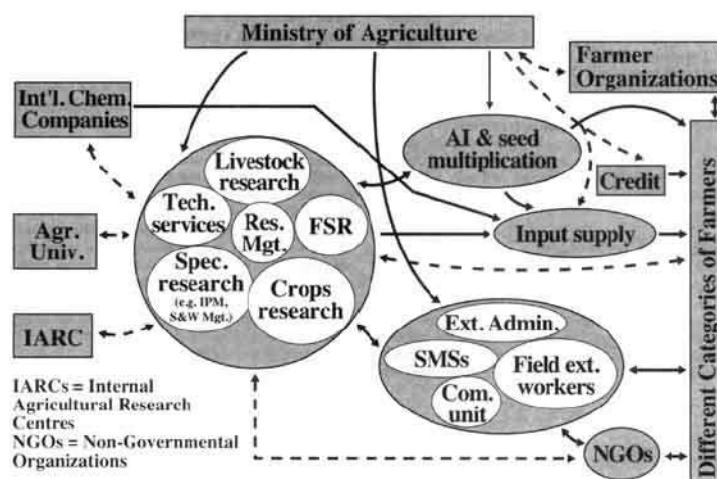 Ministry of Agriculture
Farmer
Organizations
Int'l. Chem.
Companies
AI & seed
multiplication
Credit
Livestock
research
Tech.
services
Res.
Mgt.
FSR
Input supply
Agr.
Univ.
Spec.
research
(e.g. IPM,
S&W Mgt.)
Crops
research
IARC
Ext. Admin.
SMSs
Field ext.
workers
Com.
unit
NGOs
Different Categories of Farmers
IARCs = Internal
Agricultural Research
Centres
NGOs = Non-Governmental
Organizations